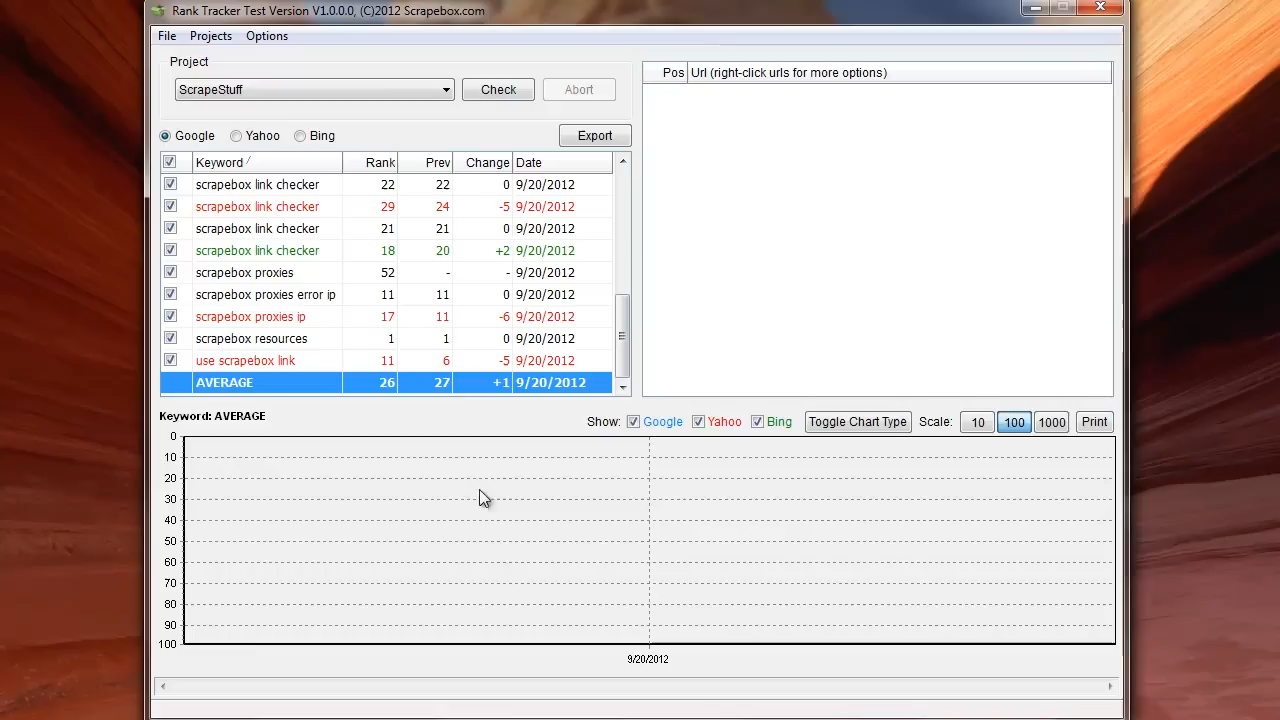 Rank Tracker Test Version V1.0.0.0, (C)2012 Scrapebox.com
File Projects Options
Project
ScrapeStuff Check Abort
Google Yahoo Bing Export
Keyword Rank Prev Change Date
scrapebox link checker 22 22 0 9/20/2012
scrapebox link checker 29 24 -5 9/20/2012
scrapebox link checker 21 21 0 9/20/2012
scrapebox link checker 18 20 +2 9/20/2012
scrapebox proxies 52 - - 9/20/2012
scrapebox proxies error ip 11 11 0 9/20/2012
scrapebox proxies ip 17 11 -6 9/20/2012
scrapebox resources 1 1 0 9/20/2012
use scrapebox link 11 6 -5 9/20/2012
AVERAGE 26 27 +1 9/20/2012
Pos Url (right-click urls for more options)
Keyword: AVERAGE
Show: Google Yahoo Bing Toggle Chart Type Scale: 10 100 1000 Print
0
10
20
30
40
50
60
70
80
90
100
9/20/2012